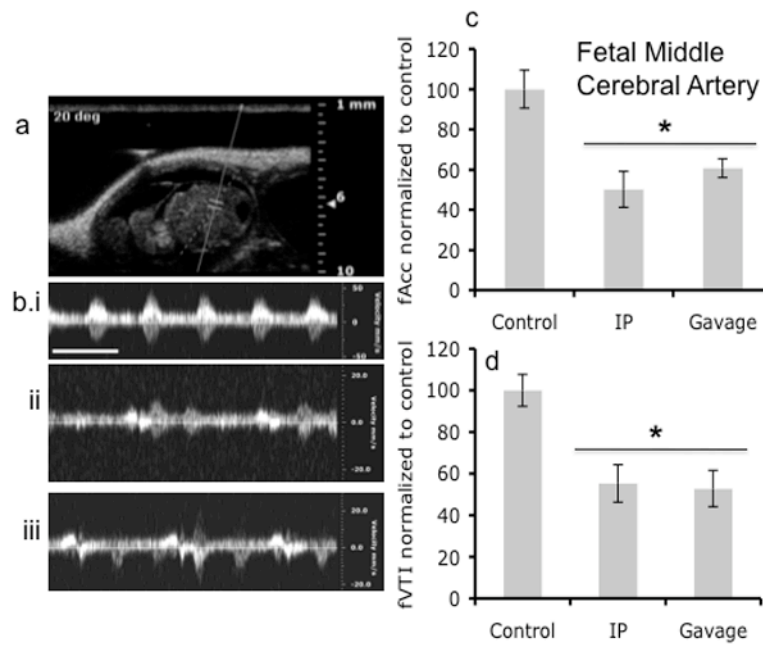 a
20 deg
1 mm
6
10
b.i
50
0
-50
Velocity mm/s
ii
20.0
0.0
-20.0
Velocity mm/s
iii
20.0
0.0
-20.0
Velocity mm/s
c
Fetal Middle
Cerebral Artery
fAcc normalized to control
120
100
80
60
40
20
0
*
Control IP Gavage
d
fVTI normalized to control
120
100
80
60
40
20
0
*
Control IP Gavage